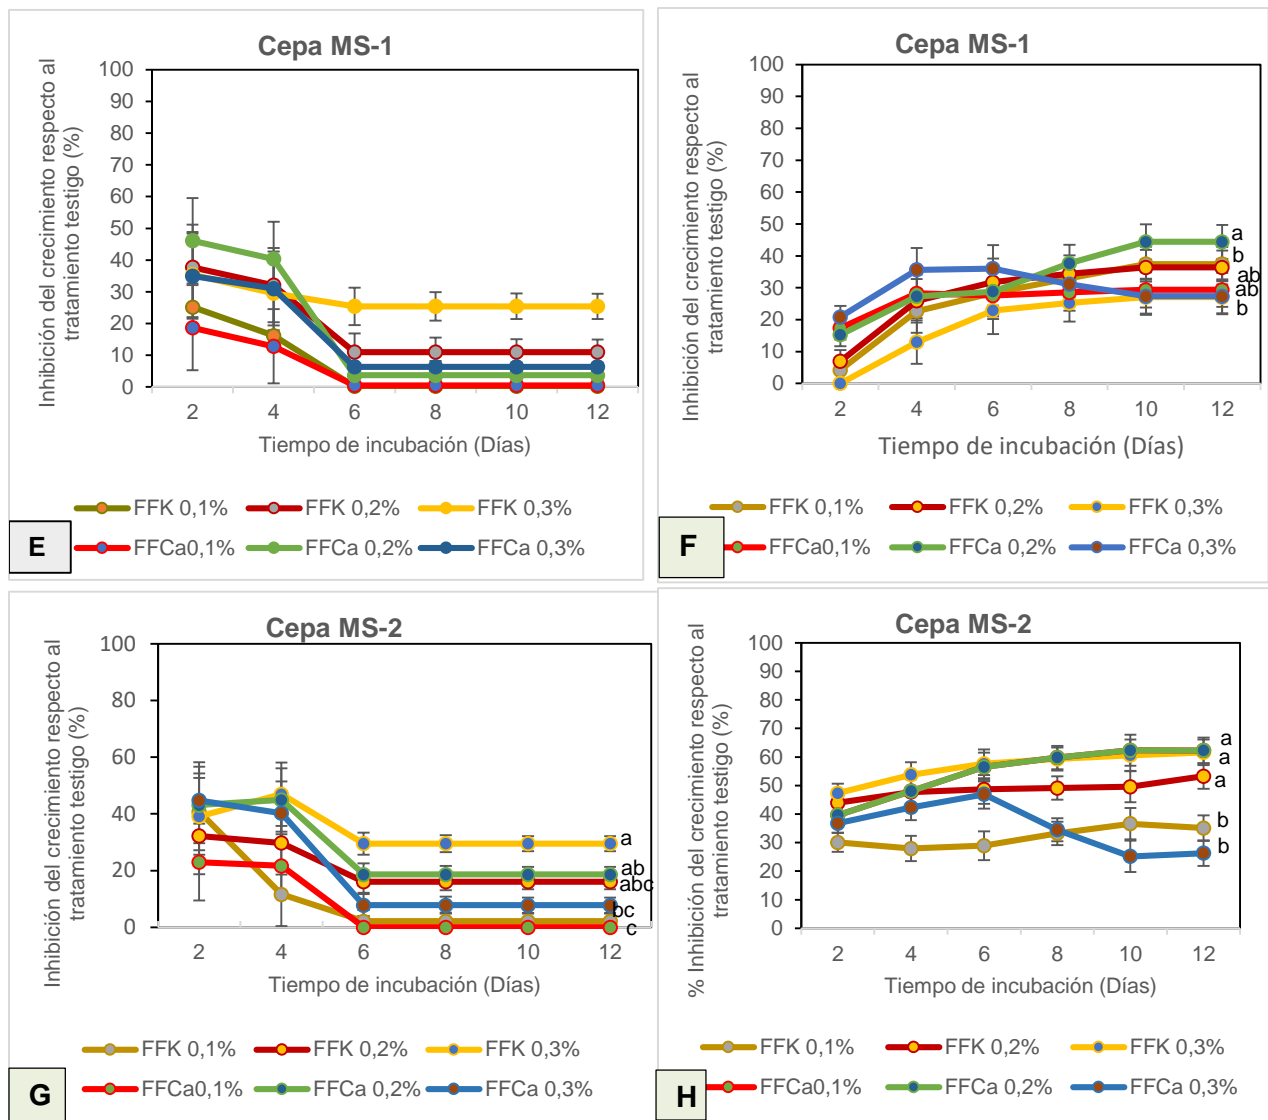 Cepa MS-1
Inhibición del crecimiento respecto al
tratamiento testigo (%)
100
90
80
70
60
50
40
30
20
10
0
2 4 6 8 10 12
Tiempo de incubación (Días)
FFK 0,1% FFK 0,2% FFK 0,3%
FFCa0,1% FFCa 0,2% FFCa 0,3%
E
Cepa MS-1
Inhibición del crecimiento respecto al
tratamiento testigo (%)
100
90
80
70
60
50
40
30
20
10
0
a
b
ab
ab
b
2 4 6 8 10 12
Tiempo de incubación (Días)
FFK 0,1% FFK 0,2% FFK 0,3%
FFCa0,1% FFCa 0,2% FFCa 0,3%
F
Cepa MS-2
Inhibición del crecimiento respecto al
tratamiento testigo (%)
100
80
60
40
20
0
a
ab
abc
bc
c
2 4 6 8 10 12
Tiempo de incubación (Días)
FFK 0,1% FFK 0,2% FFK 0,3%
FFCa0,1% FFCa 0,2% FFCa 0,3%
G
Cepa MS-2
% Inhibición del crecimiento respecto al
tratamiento testigo (%)
100
90
80
70
60
50
40
30
20
10
0
a
a
a
b
b
2 4 6 8 10 12
Tiempo de incubación (Días)
FFK 0,1% FFK 0,2% FFK 0,3%
FFCa0,1% FFCa 0,2% FFCa 0,3%
H